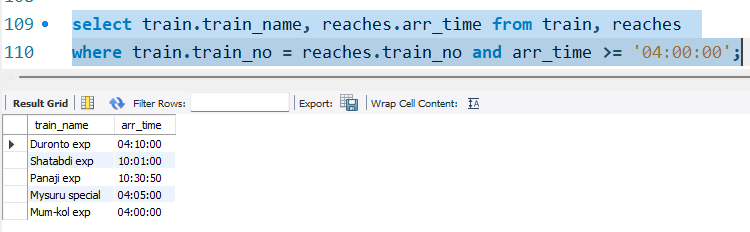 109 select train.train_name, reaches.arr_time from train, reaches
110 where train.train_no = reaches.train_no and arr_time >= '04:00:00';
Result Grid Filter Rows: Export: Wrap Cell Content: IA
train_name arr_time
Duronto exp 04:10:00
Shatabdi exp 10:01:00
Panaji exp 10:30:50
Mysuru special 04:05:00
Mum-kol exp 04:00:00